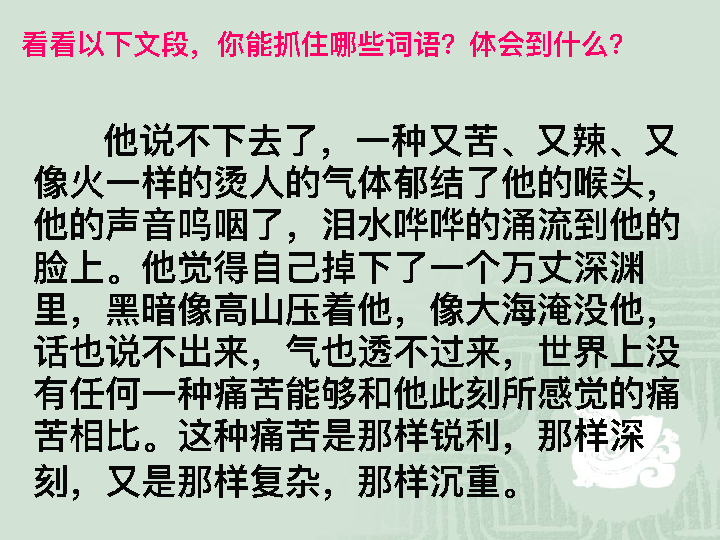 看看以下文段，你能抓住哪些词语？体会到什么？
他说不下去了，一种又苦、又辣、又
像火一样的烫人的气体郁结了他的喉头，
他的声音呜咽了，泪水哗哗的涌流到他的
脸上。他觉得自己掉下了一个万丈深渊
里，黑暗像高山压着他，像大海淹没他，
话也说不出来，气也透不过来，世界上没
有任何一种痛苦能够和他此刻所感觉的痛
苦相比。这种痛苦是那样锐利，那样深
刻，又是那样复杂，那样沉重。